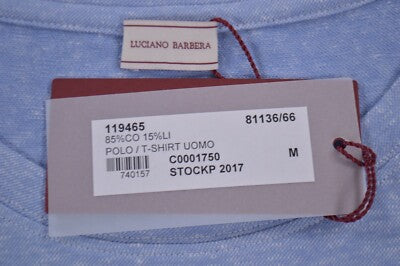 LUCIANO BARBERA
119465 81136/66
85%CO 15%LI
POLO / T-SHIRT UOMO
C0001750 M
740157 STOCKP 2017